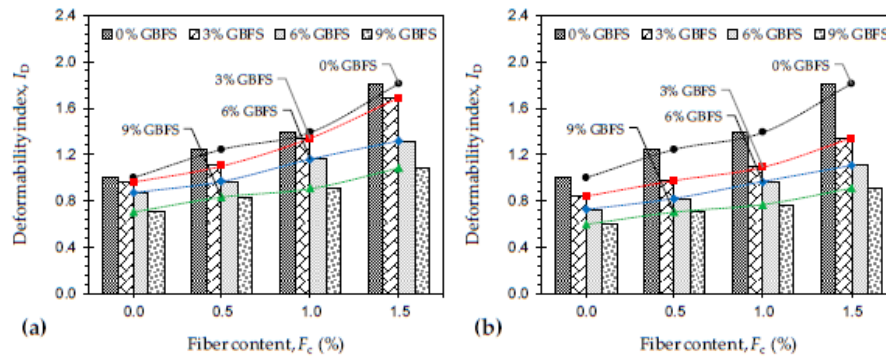 2.4
0% GBFS 3% GBFS 6% GBFS 9% GBFS
2.0
0% GBFS
1.6
3% GBFS
6% GBFS
1.2
9% GBFS
0.8
0.4
0.0
0.0 0.5 1.0 1.5
Deformability index, I_D
(a)
Fiber content, F_c (%)
2.4
0% GBFS 3% GBFS 6% GBFS 9% GBFS
2.0
0% GBFS
1.6
3% GBFS
6% GBFS
1.2
9% GBFS
0.8
0.4
0.0
0.0 0.5 1.0 1.5
Deformability index, I_D
(b)
Fiber content, F_c (%)